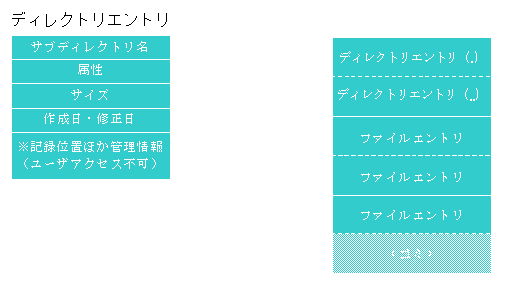 ディレクトリエントリ
サブディレクトリ名
属性
サイズ
作成日・修正日
※記録位置ほか管理情報
（ユーザアクセス不可）
ディレクトリエントリ（.）
ディレクトリエントリ（..）
ファイルエントリ
ファイルエントリ
ファイルエントリ